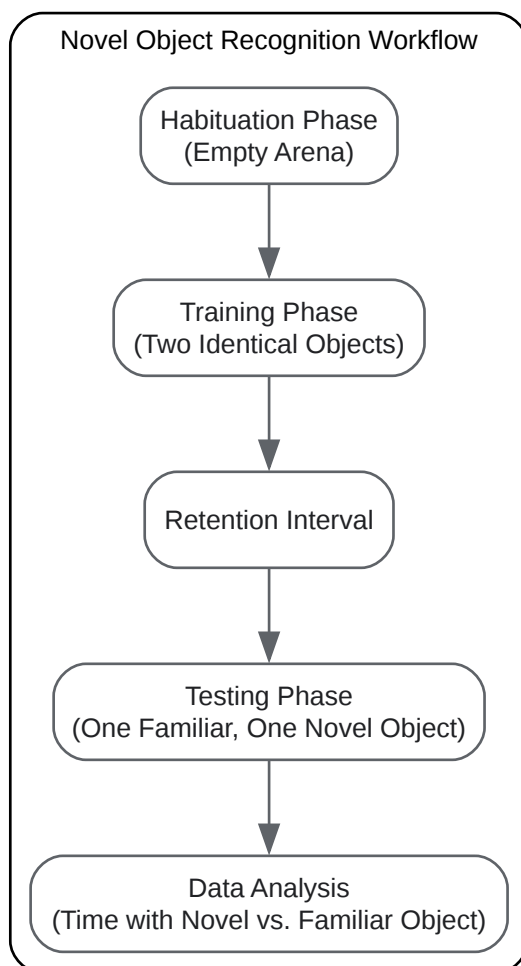 Novel Object Recognition Workflow
Habituation Phase
(Empty Arena)
Training Phase
(Two Identical Objects)
Retention Interval
Testing Phase
(One Familiar, One Novel Object)
Data Analysis
(Time with Novel vs. Familiar Object)